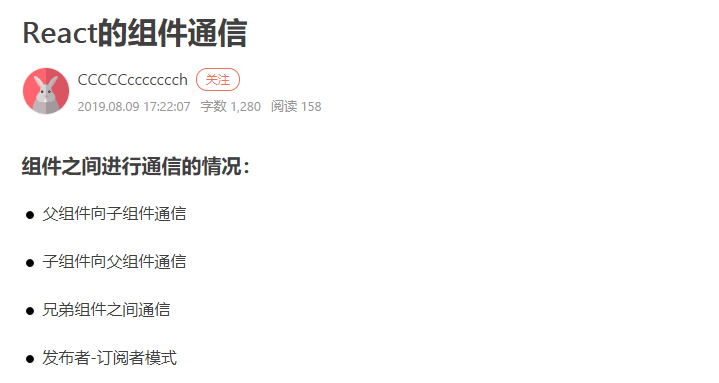 React的组件通信
CCCCCccccccch 关注
2019.08.09 17:22:07 字数 1,280 阅读 158
组件之间进行通信的情况：
父组件向子组件通信
子组件向父组件通信
兄弟组件之间通信
发布者-订阅者模式